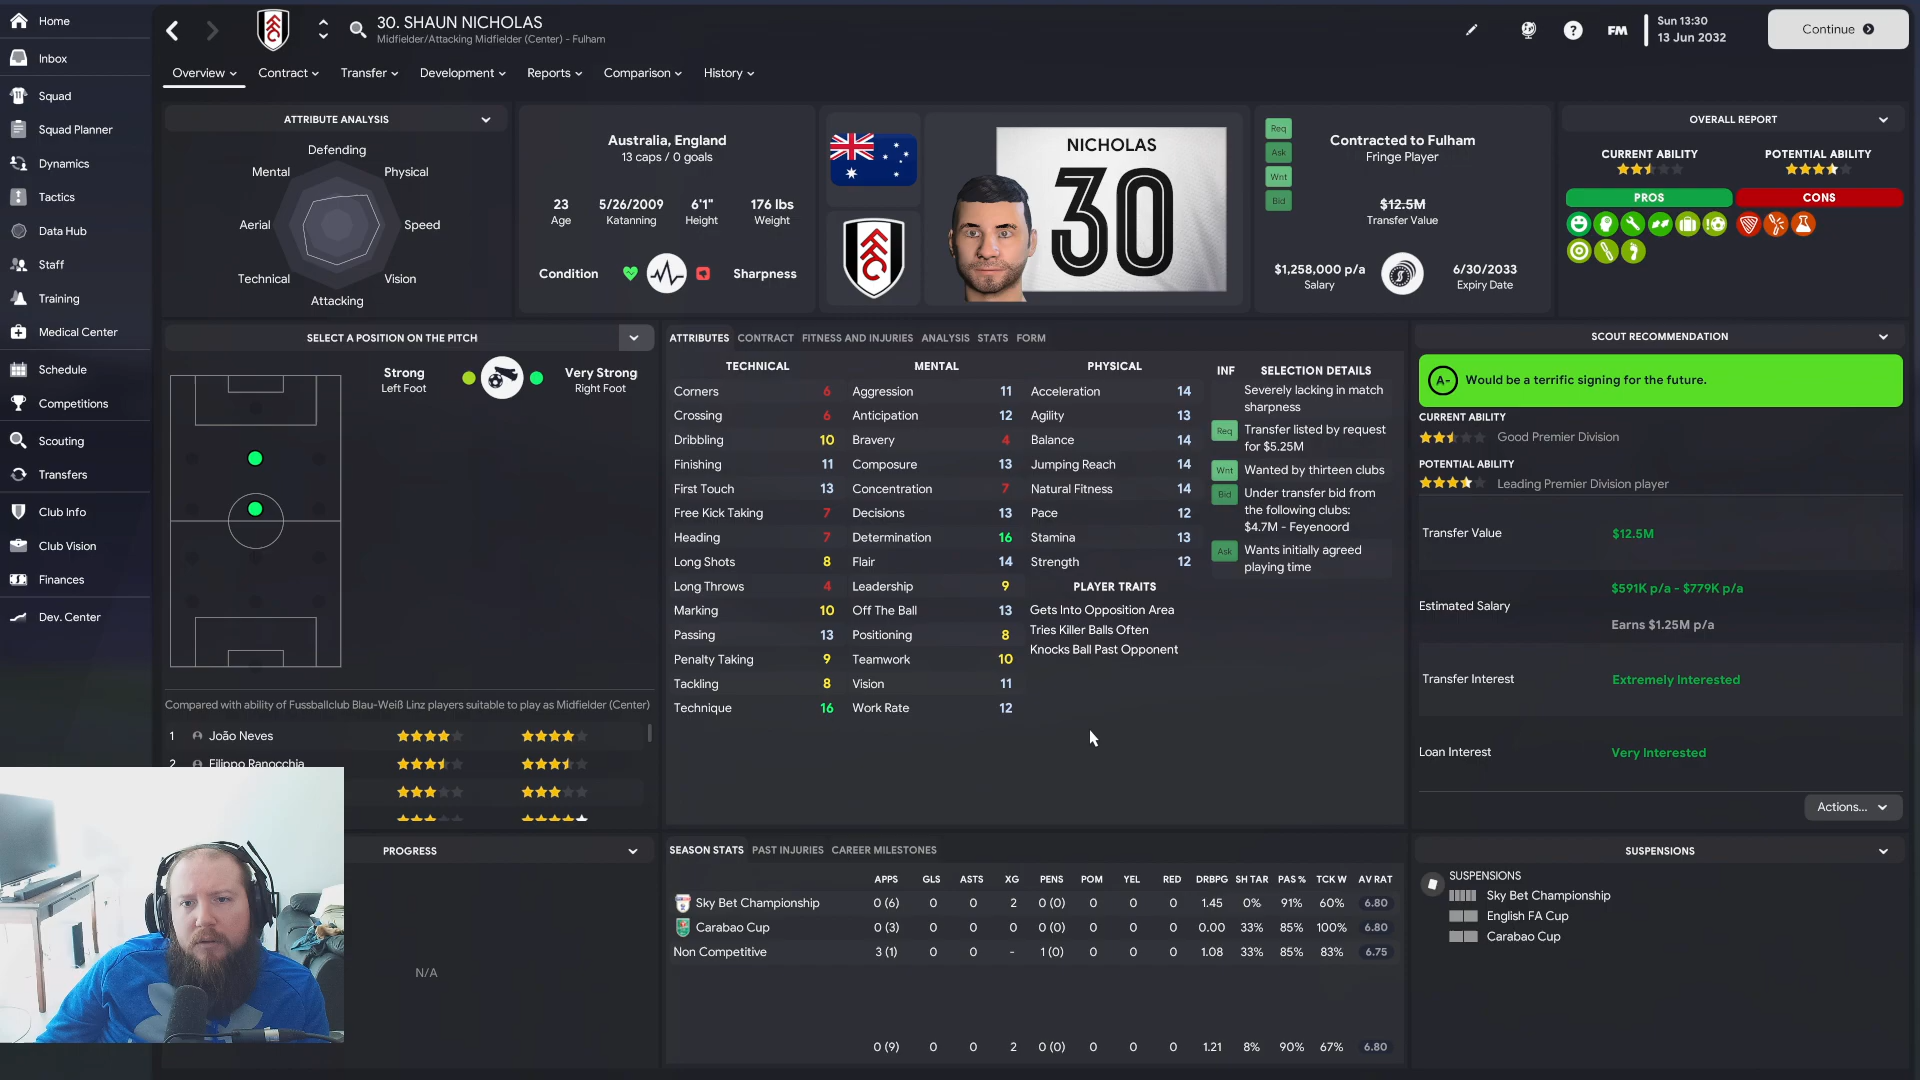 Home
Inbox
Squad
Squad Planner
Dynamics
Tactics
Data Hub
Staff
Training
Medical Center
Schedule
Competitions
Scouting
Transfers
Club Info
Club Vision
Finances
Dev. Center
30. SHAUN NICHOLAS
Midfielder/Attacking Midfielder (Center) - Fulham
FM
Sun 13:30
13 Jun 2032
Continue
Overview Contract Transfer Development Reports Comparison History
ATTRIBUTE ANALYSIS
Defending
Mental Physical
Aerial Speed
Technical Vision
Attacking
Australia, England
13 caps / 0 goals
23 5/26/2009 6'1" 176 lbs
Age Katanning Height Weight
Condition Sharpness
NICHOLAS
30
Req
Ask
Wnt
Bid
Contracted to Fulham
Fringe Player
$12.5M
Transfer Value
$1,258,000 p/a 6/30/2033
Salary Expiry Date
OVERALL REPORT
CURRENT ABILITY POTENTIAL ABILITY
PROS CONS
SELECT A POSITION ON THE PITCH
Strong Very Strong
Left Foot Right Foot
Compared with ability of Fussballclub Blau-Weiß Linz players suitable to play as Midfielder (Center)
1 João Neves
2 Filippo Ranocchia
PROGRESS
N/A
ATTRIBUTES CONTRACT FITNESS AND INJURIES ANALYSIS STATS FORM
TECHNICAL MENTAL PHYSICAL
Corners 6 Aggression 11 Acceleration 14
Crossing 6 Anticipation 12 Agility 13
Dribbling 10 Bravery 4 Balance 14
Finishing 11 Composure 13 Jumping Reach 14
First Touch 13 Concentration 7 Natural Fitness 14
Free Kick Taking 7 Decisions 13 Pace 12
Heading 7 Determination 16 Stamina 13
Long Shots 8 Flair 14 Strength 12
Long Throws 4 Leadership 9
Marking 10 Off The Ball 13
Passing 13 Positioning 8
Penalty Taking 9 Teamwork 10
Tackling 8 Vision 11
Technique 16 Work Rate 12
PLAYER TRAITS
Gets Into Opposition Area
Tries Killer Balls Often
Knocks Ball Past Opponent
INF SELECTION DETAILS
Severely lacking in match
sharpness
Req Transfer listed by request
for $5.25M
Wnt Wanted by thirteen clubs
Bid Under transfer bid from
the following clubs:
$4.7M - Feyenoord
Ask Wants initially agreed
playing time
SCOUT RECOMMENDATION
A- Would be a terrific signing for the future.
CURRENT ABILITY
Good Premier Division
POTENTIAL ABILITY
Leading Premier Division player
Transfer Value $12.5M
Estimated Salary $591K p/a - $779K p/a
Earns $1.25M p/a
Transfer Interest Extremely Interested
Loan Interest Very Interested
Actions...
SEASON STATS PAST INJURIES CAREER MILESTONES
APPS GLS ASTS XG PENS POM YEL RED DRBPG SH TAR PAS % TCK W AV RAT
Sky Bet Championship 0 (6) 0 0 2 0 (0) 0 0 0 1.45 0% 91% 60% 6.80
Carabao Cup 0 (3) 0 0 0 0 (0) 0 0 0 0.00 33% 85% 100% 6.80
Non Competitive 3 (1) 0 0 - 1 (0) 0 0 0 1.08 33% 85% 83% 6.75
0 (9) 0 0 2 0 (0) 0 0 0 1.21 8% 90% 67% 6.80
SUSPENSIONS
SUSPENSIONS
Sky Bet Championship
English FA Cup
Carabao Cup